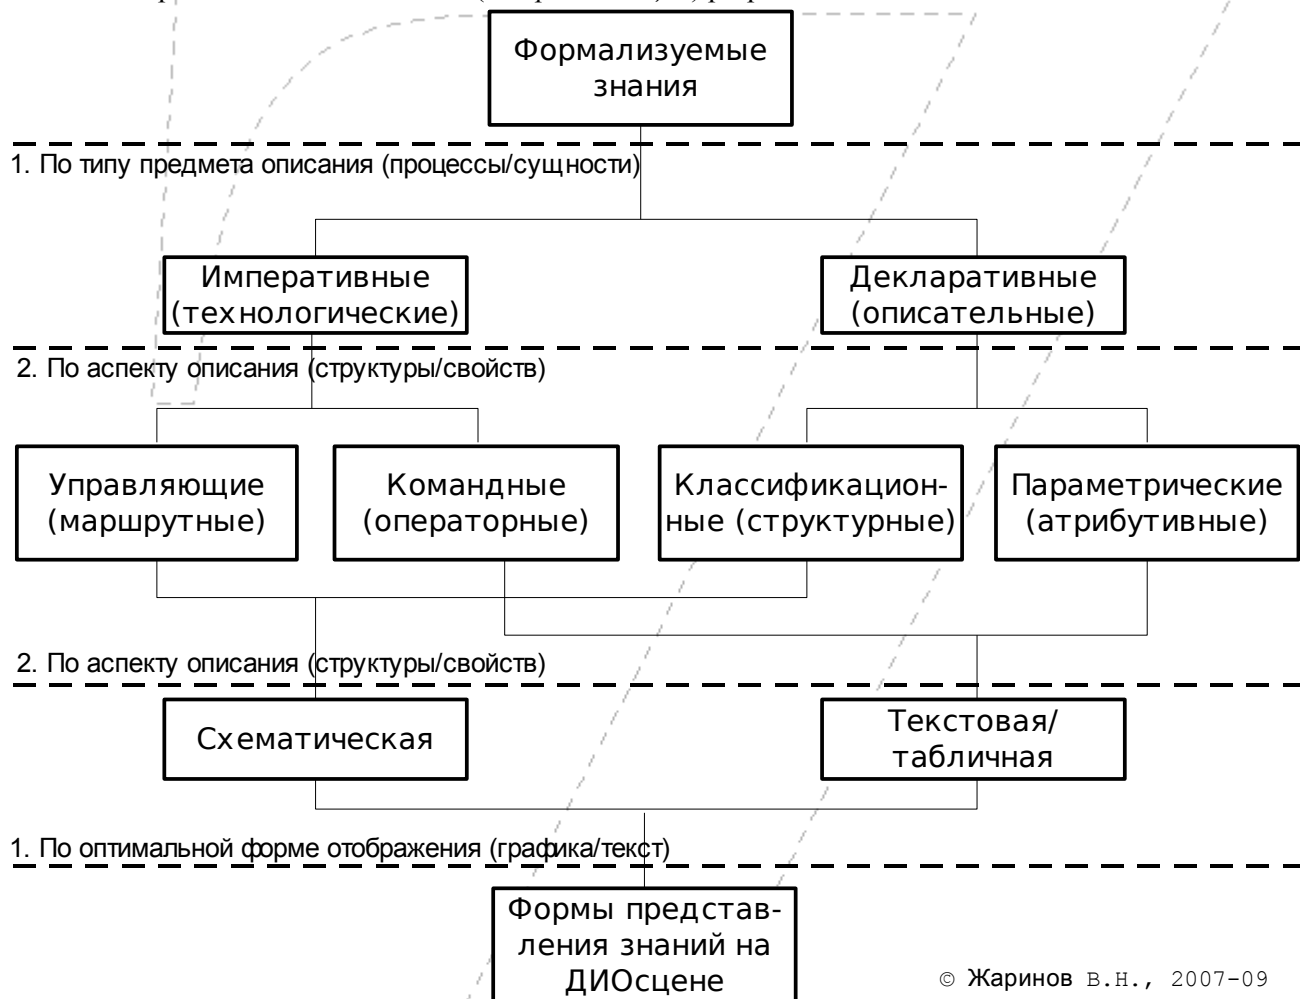 Формализуемые
знания
1. По типу предмета описания (процессы/сущности)
Императивные
(технологические)
Декларативные
(описательные)
2. По аспекту описания (структуры/свойств)
Управляющие
(маршрутные)
Командные
(операторные)
Классификацион-
ные (структурные)
Параметрические
(атрибутивные)
2. По аспекту описания (структуры/свойств)
Схематическая
Текстовая/
табличная
1. По оптимальной форме отображения (графика/текст)
Формы представ-
ления знаний на
ДИОсцене
© Жаринов В.Н., 2007-09